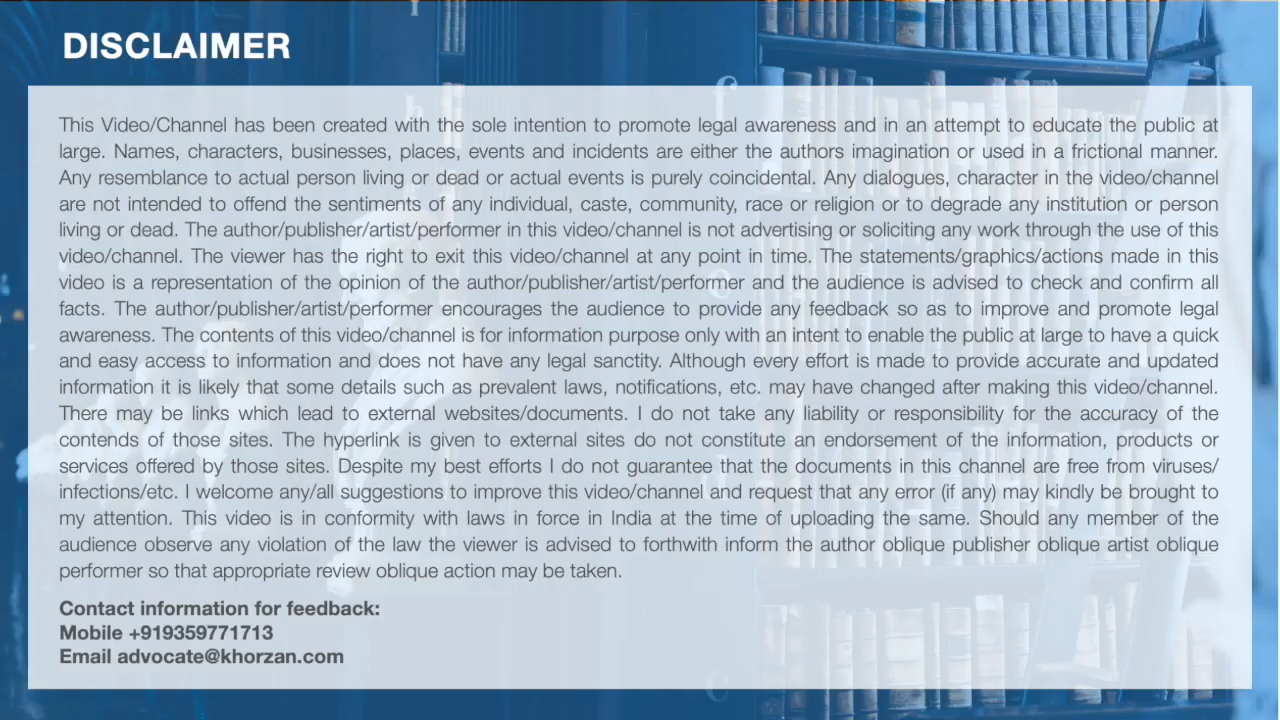 DISCLAIMER
This Video/Channel has been created with the sole intention to promote legal awareness and in an attempt to educate the public at
large. Names, characters, businesses, places, events and incidents are either the authors imagination or used in a frictional manner.
Any resemblance to actual person living or dead or actual events is purely coincidental. Any dialogues, character in the video/channel
are not intended to offend the sentiments of any individual, caste, community, race or religion or to degrade any institution or person
living or dead. The author/publisher/artist/performer in this video/channel is not advertising or soliciting any work through the use of this
video/channel. The viewer has the right to exit this video/channel at any point in time. The statements/graphics/actions made in this
video is a representation of the opinion of the author/publisher/artist/performer and the audience is advised to check and confirm all
facts. The author/publisher/artist/performer encourages the audience to provide any feedback so as to improve and promote legal
awareness. The contents of this video/channel is for information purpose only with an intent to enable the public at large to have a quick
and easy access to information and does not have any legal sanctity. Although every effort is made to provide accurate and updated
information it is likely that some details such as prevalent laws, notifications, etc. may have changed after making this video/channel.
There may be links which lead to external websites/documents. I do not take any liability or responsibility for the accuracy of the
contends of those sites. The hyperlink is given to external sites do not constitute an endorsement of the information, products or
services offered by those sites. Despite my best efforts I do not guarantee that the documents in this channel are free from viruses/
infections/etc. I welcome any/all suggestions to improve this video/channel and request that any error (if any) may kindly be brought to
my attention. This video is in conformity with laws in force in India at the time of uploading the same. Should any member of the
audience observe any violation of the law the viewer is advised to forthwith inform the author oblique publisher oblique artist oblique
performer so that appropriate review oblique action may be taken.
Contact information for feedback:
Mobile +919359771713
Email advocate@khorzan.com